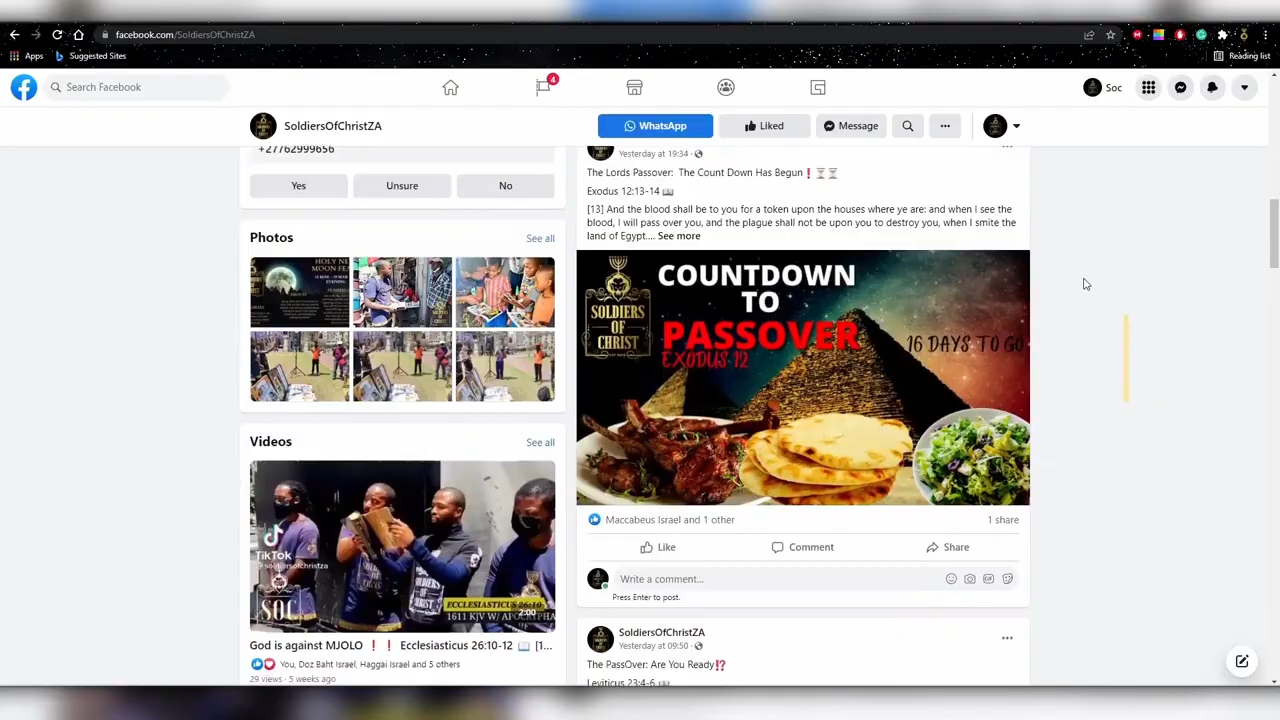 facebook.com/SoldiersOfChristZA
Apps
Suggested Sites
Reading list
Search Facebook
4
Soc
SoldiersOfChristZA
WhatsApp
Liked
Message
+27762999656
Yes
Unsure
No
Photos
See all
HOLY NE
MOON FEA
Videos
See all
TikTok
@soldiersofchristza
SOC
ECCLESIASTICUS 26:10
1611 KJV W/ APOCRYPHA
2:00
God is against MJOLO ❗ ❗ Ecclesiasticus 26:10-12 📖 [1...
You, Doz Baht Israel, Haggai Israel and 5 others
29 views · 5 weeks ago
Yesterday at 19:34 ·
The Lords Passover: The Count Down Has Begun❗⏳⏳
Exodus 12:13-14 📖
[13] And the blood shall be to you for a token upon the houses where ye are: and when I see the
blood, I will pass over you, and the plague shall not be upon you to destroy you, when I smite the
land of Egypt.... See more
SOLDIERS
OF
CHRIST
COUNTDOWN
TO
PASSOVER
EXODUS 12
16 DAYS TO GO
Maccabeus Israel and 1 other
1 share
Like
Comment
Share
Write a comment...
Press Enter to post.
SoldiersOfChristZA
Yesterday at 09:50 ·
The PassOver: Are You Ready⁉
Leviticus 23:4-6 📖